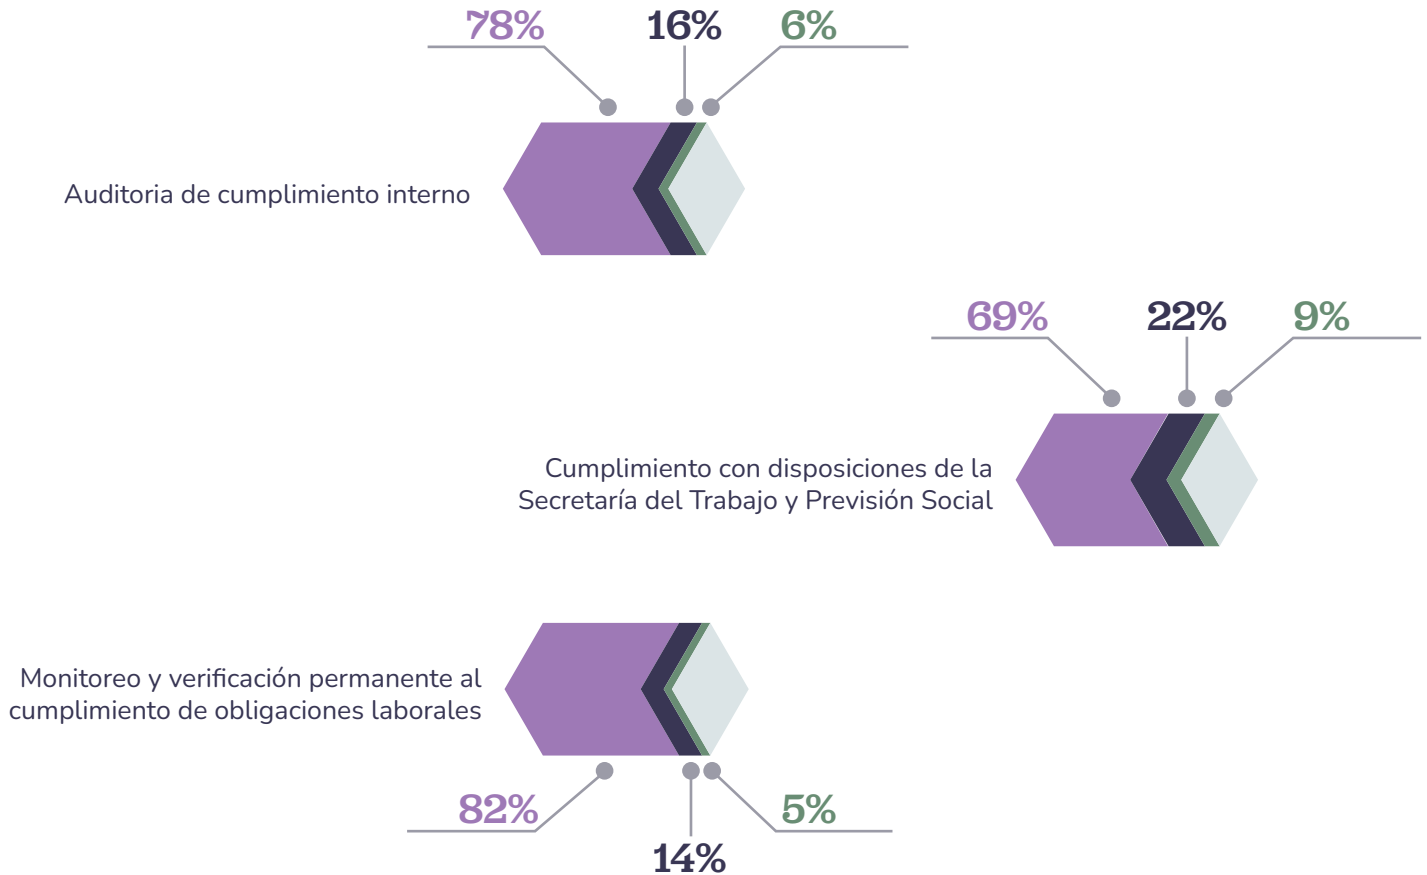 78% 16% 6%
Auditoria de cumplimiento interno
69% 22% 9%
Cumplimiento con disposiciones de la
Secretaría del Trabajo y Previsión Social
Monitoreo y verificación permanente al
cumplimiento de obligaciones laborales
82% 5%
14%